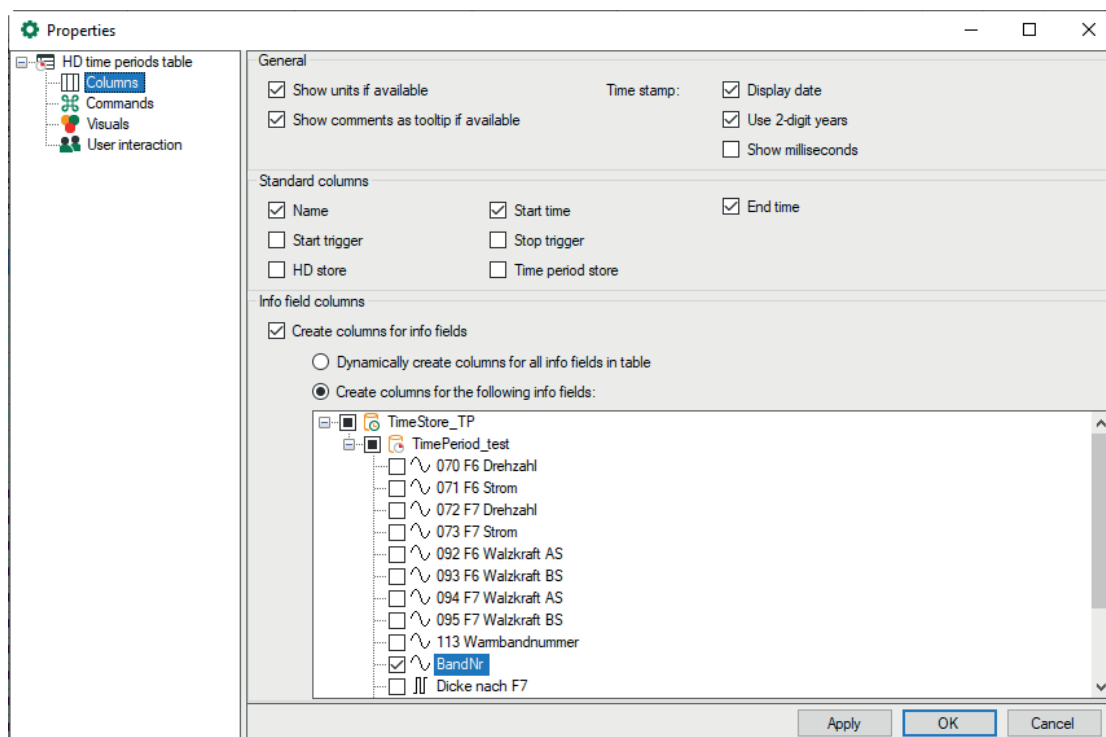 Properties
HD time periods table
Columns
Commands
Visuals
User interaction
General
Show units if available
Time stamp:
Display date
Show comments as tooltip if available
Use 2-digit years
Show milliseconds
Standard columns
Name
Start time
End time
Start trigger
Stop trigger
HD store
Time period store
Info field columns
Create columns for info fields
Dynamically create columns for all info fields in table
Create columns for the following info fields:
TimeStore_TP
TimePeriod_test
070 F6 Drehzahl
071 F6 Strom
072 F7 Drehzahl
073 F7 Strom
092 F6 Walzkraft AS
093 F6 Walzkraft BS
094 F7 Walzkraft AS
095 F7 Walzkraft BS
113 Warmbandnummer
BandNr
Dicke nach F7
Apply
OK
Cancel